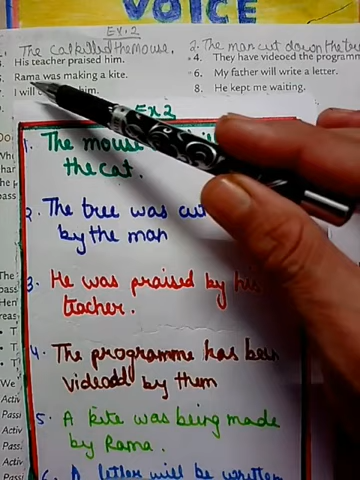 VOICE
Ex. 2
The cat killed the mouse. 2. The man cut down the tre
His teacher praised him. 4. They have videoed the programm
Rama was making a kite. 6. My father will write a letter.
I will him. 8. He kept me waiting.
Ex 2
1. The mouse
the cat.
2. The tree was cut
by the man
3. He was praised by his
teacher.
4. The programme has been
videoed by them
5. A kite was being made
by Rama.
6. A letter will be written